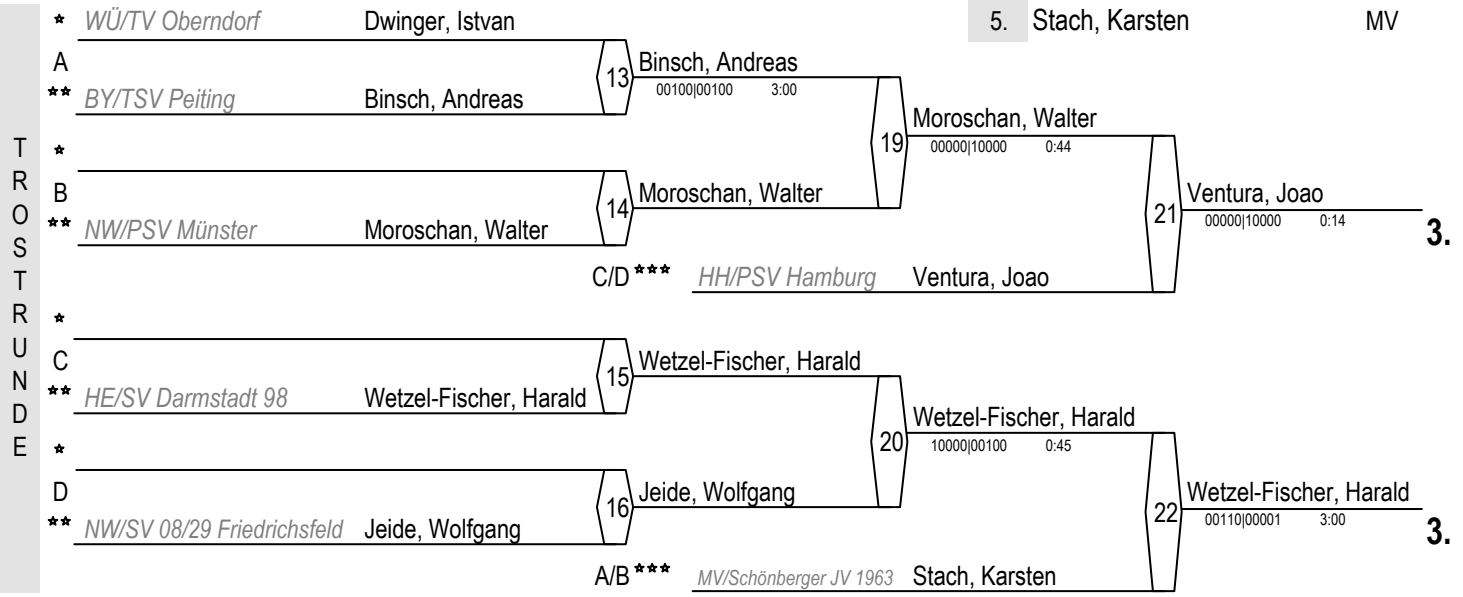 TROSTRUNDE
★ WÜ/TV Oberndorf Dwinger, Istvan
5. Stach, Karsten MV
A
13 Binsch, Andreas
00100|00100 3:00
★★ BY/TSV Peiting Binsch, Andreas
19 Moroschan, Walter
00000|10000 0:44
★
B
14 Moroschan, Walter
★★ NW/PSV Münster Moroschan, Walter
21 Ventura, Joao
00000|10000 0:14
3.
C/D ★★★ HH/PSV Hamburg Ventura, Joao
★
C
15 Wetzel-Fischer, Harald
★★ HE/SV Darmstadt 98 Wetzel-Fischer, Harald
20 Wetzel-Fischer, Harald
10000|00100 0:45
★
D
16 Jeide, Wolfgang
★★ NW/SV 08/29 Friedrichsfeld Jeide, Wolfgang
22 Wetzel-Fischer, Harald
00110|00001 3:00
3.
A/B ★★★ MV/Schönberger JV 1963 Stach, Karsten